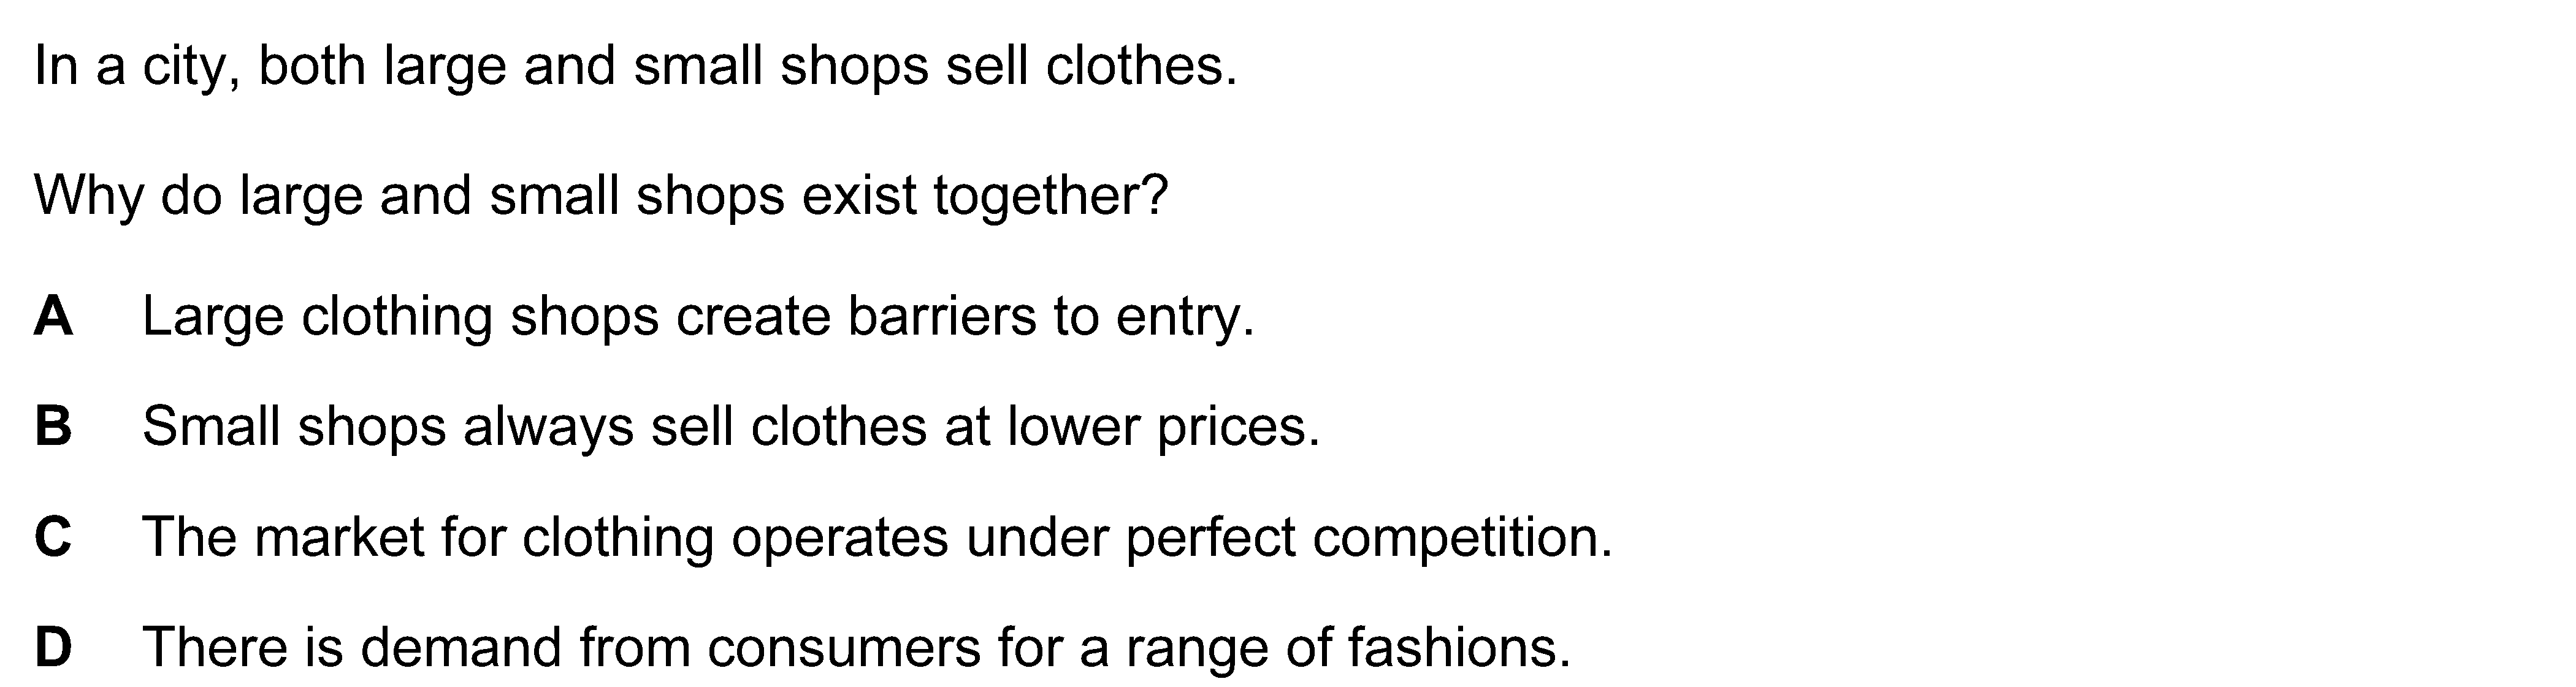 In a city, both large and small shops sell clothes.
Why do large and small shops exist together?
A Large clothing shops create barriers to entry.
B Small shops always sell clothes at lower prices.
C The market for clothing operates under perfect competition.
D There is demand from consumers for a range of fashions.